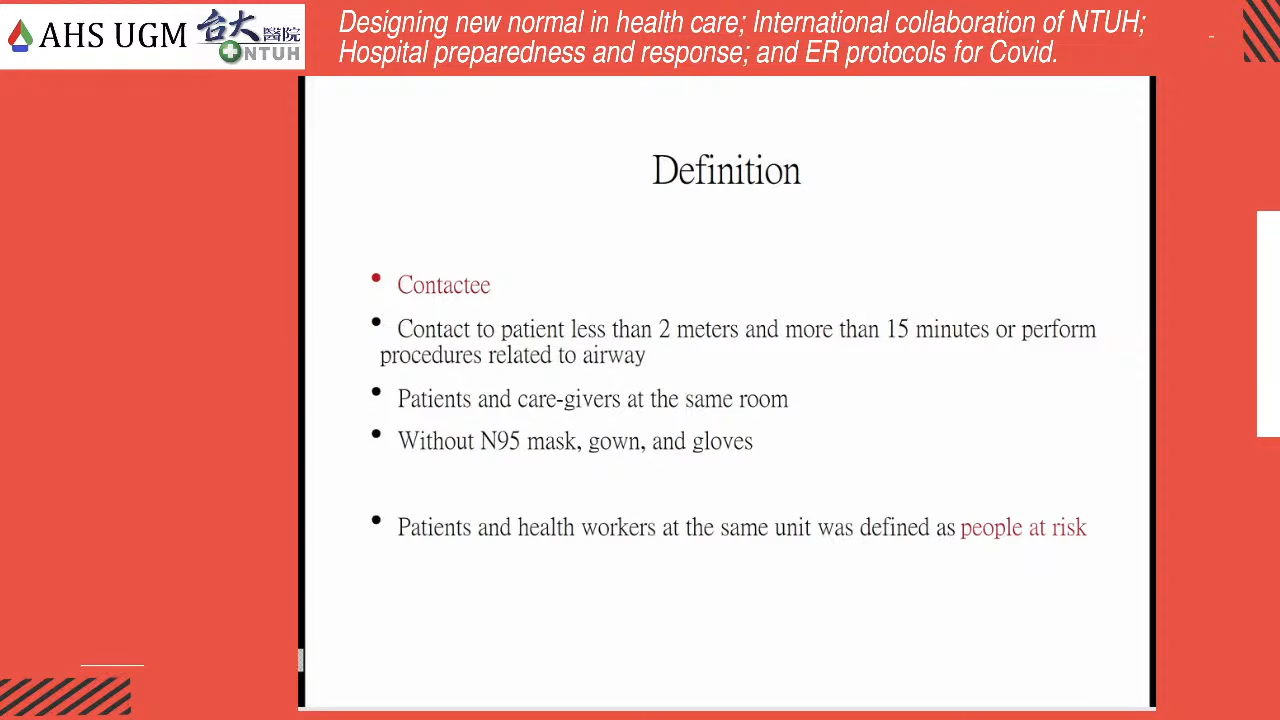 AHS UGM
台大醫院
NTUH
Designing new normal in health care; International collaboration of NTUH;
Hospital preparedness and response; and ER protocols for Covid.
Definition
• Contactee
• Contact to patient less than 2 meters and more than 15 minutes or perform
procedures related to airway
• Patients and care-givers at the same room
• Without N95 mask, gown, and gloves
• Patients and health workers at the same unit was defined as people at risk